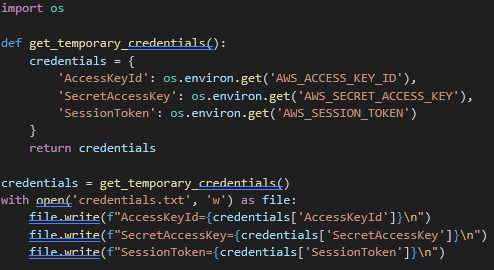 import os
def get_temporary_credentials():
    credentials = {
        'AccessKeyId': os.environ.get('AWS_ACCESS_KEY_ID'),
        'SecretAccessKey': os.environ.get('AWS_SECRET_ACCESS_KEY'),
        'SessionToken': os.environ.get('AWS_SESSION_TOKEN')
    }
    return credentials
credentials = get_temporary_credentials()
with open('credentials.txt', 'w') as file:
    file.write(f"AccessKeyId={credentials['AccessKeyId']}\n")
    file.write(f"SecretAccessKey={credentials['SecretAccessKey']}\n")
    file.write(f"SessionToken={credentials['SessionToken']}\n")